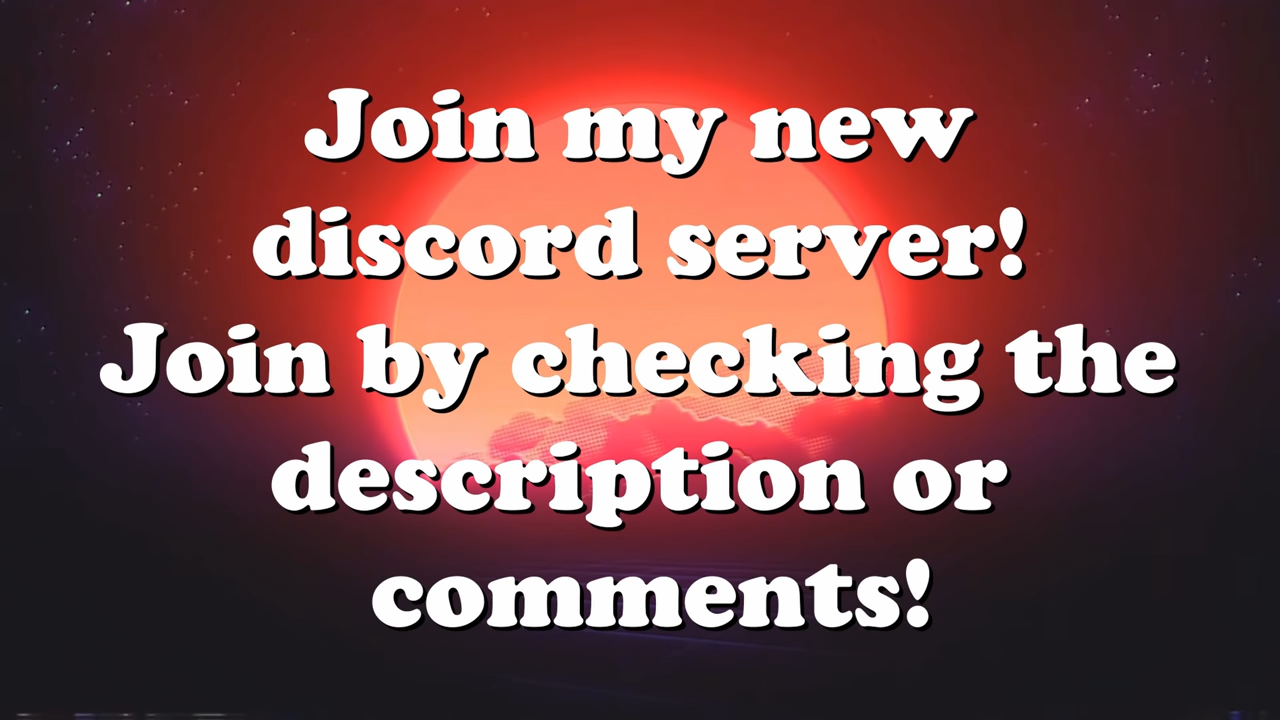 Join my new
discord server!
Join by checking the
description or
comments!